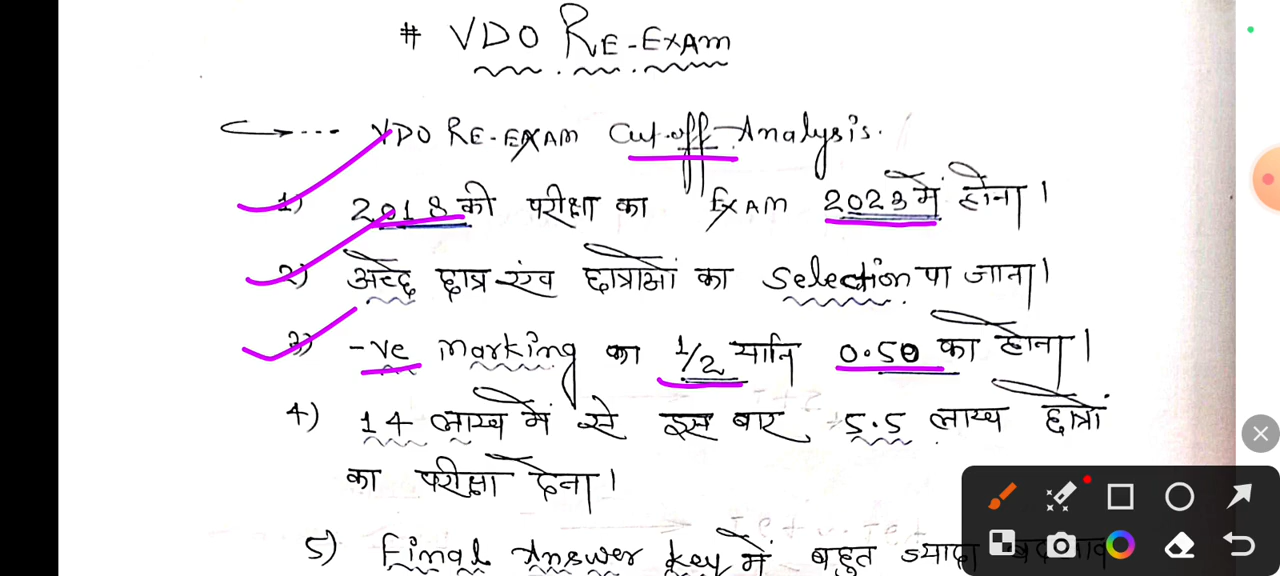 # VDO RE-EXAM
VDO RE-EXAM Cut-off Analysis.
1) 2018 की परीक्षा का EXAM 2023 में होना।
2) अच्छे छात्र एंव छात्रोओं का Selection पा जाना।
3) -ve marking का 1/2 यानि 0.50 का होना।
4) 14 लाख में से इस बार 5.5 लाख छात्रों
का परीक्षा देना।
5) Final Answer key में बहुत ज्यादा